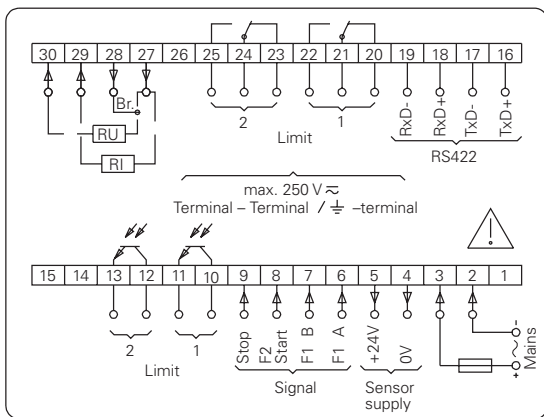 30 29 28 27 26 25 24 23 22 21 20 19 18 17 16
Br.
RU
RI
2
1
Limit
RxD-
RxD+
TxD-
TxD+
RS422
max. 250 V ≂
Terminal – Terminal / ⏚ –terminal
15 14 13 12 11 10 9 8 7 6 5 4 3 2 1
2
1
Limit
Stop
F2
Start
F1 B
F1 A
Signal
+24V
0V
Sensor
supply
-
~
+
Mains